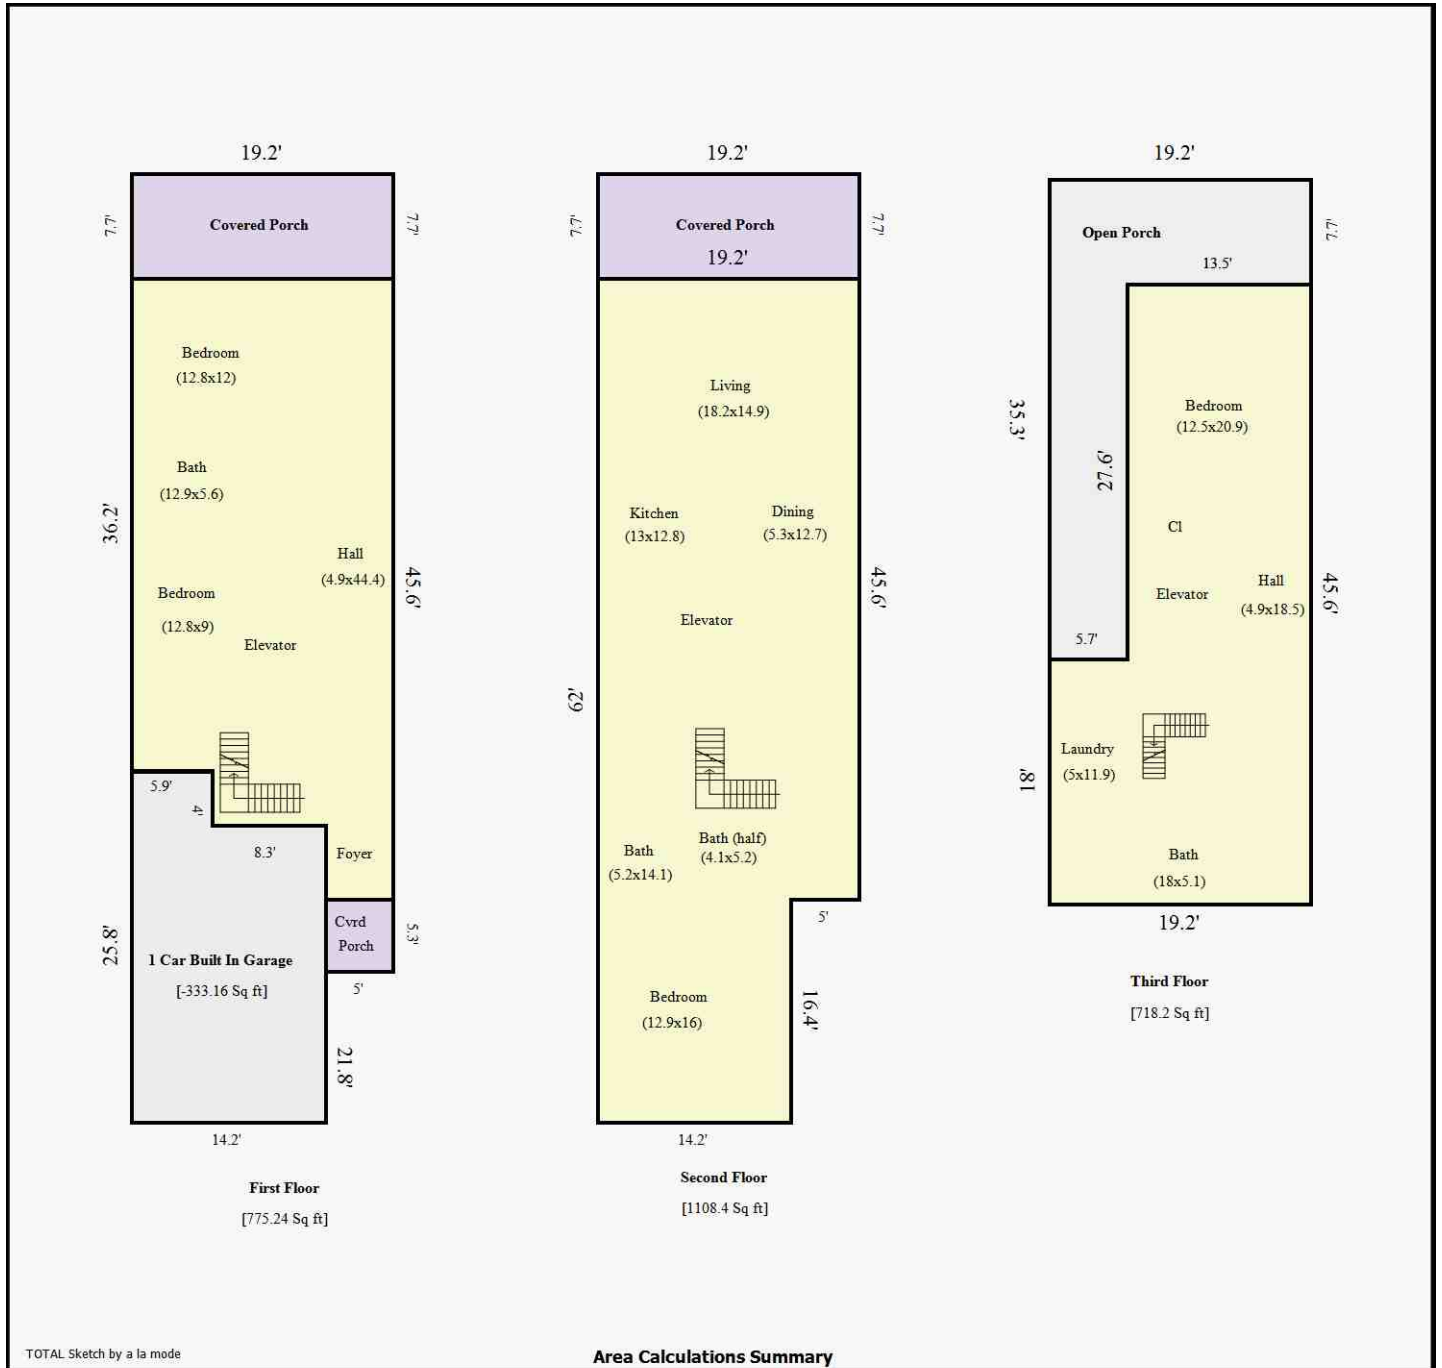 19.2'
7.7'
Covered Porch
7.7'
Bedroom
(12.8x12)
Bath
(12.9x5.6)
36.2'
Hall
(4.9x44.4)
45.6'
Bedroom
(12.8x9)
Elevator
5.9'
4'
8.3'
Foyer
25.8'
Cvrd
Porch
5.3'
1 Car Built In Garage
[-333.16 Sq ft]
5'
21.8'
14.2'
First Floor
[775.24 Sq ft]
19.2'
7.7'
Covered Porch
7.7'
19.2'
Living
(18.2x14.9)
Kitchen
(13x12.8)
Dining
(5.3x12.7)
45.6'
Elevator
62'
Bath
(5.2x14.1)
Bath (half)
(4.1x5.2)
5'
Bedroom
(12.9x16)
16.4'
14.2'
Second Floor
[1108.4 Sq ft]
19.2'
Open Porch
7.7'
13.5'
35.3'
Bedroom
(12.5x20.9)
27.6'
Cl
Elevator
Hall
(4.9x18.5)
45.6'
5.7'
Laundry
(5x11.9)
18'
Bath
(18x5.1)
19.2'
Third Floor
[718.2 Sq ft]
TOTAL Sketch by a la mode
Area Calculations Summary